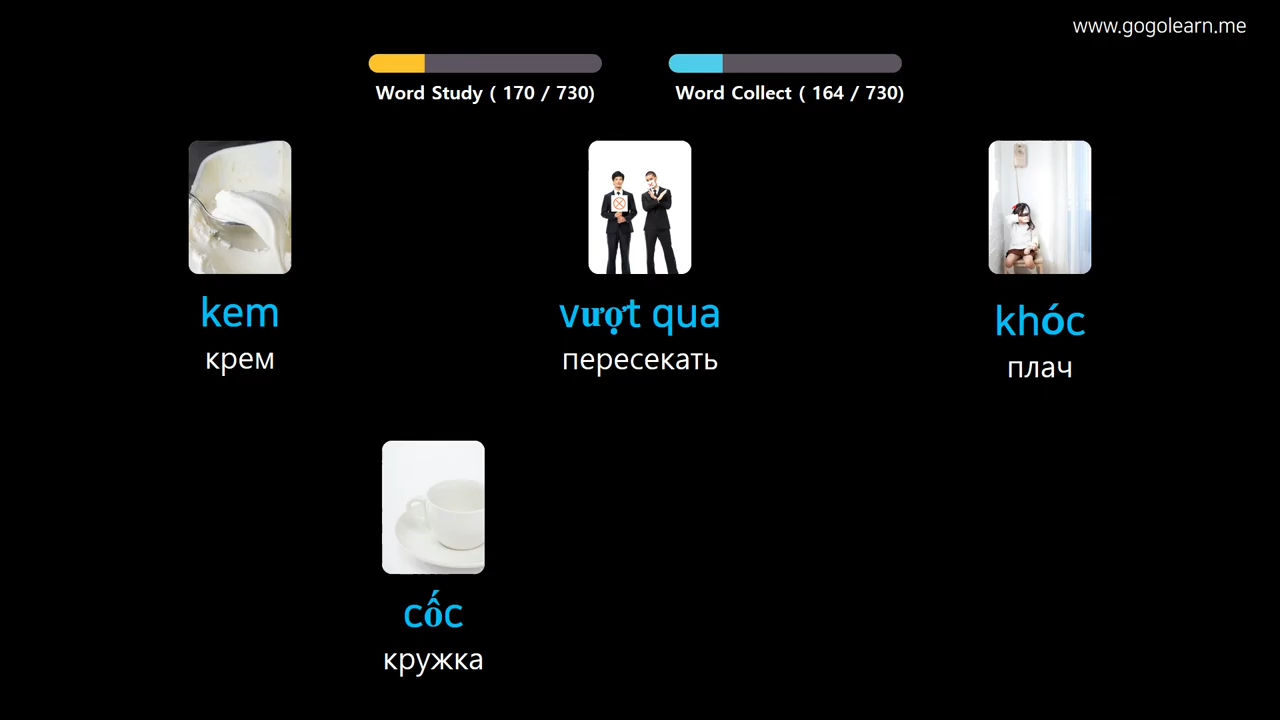 www.gogolearn.me
Word Study ( 170 / 730)
Word Collect ( 164 / 730)
kem
крем
vượt qua
пересекать
khóc
плач
cốc
кружка